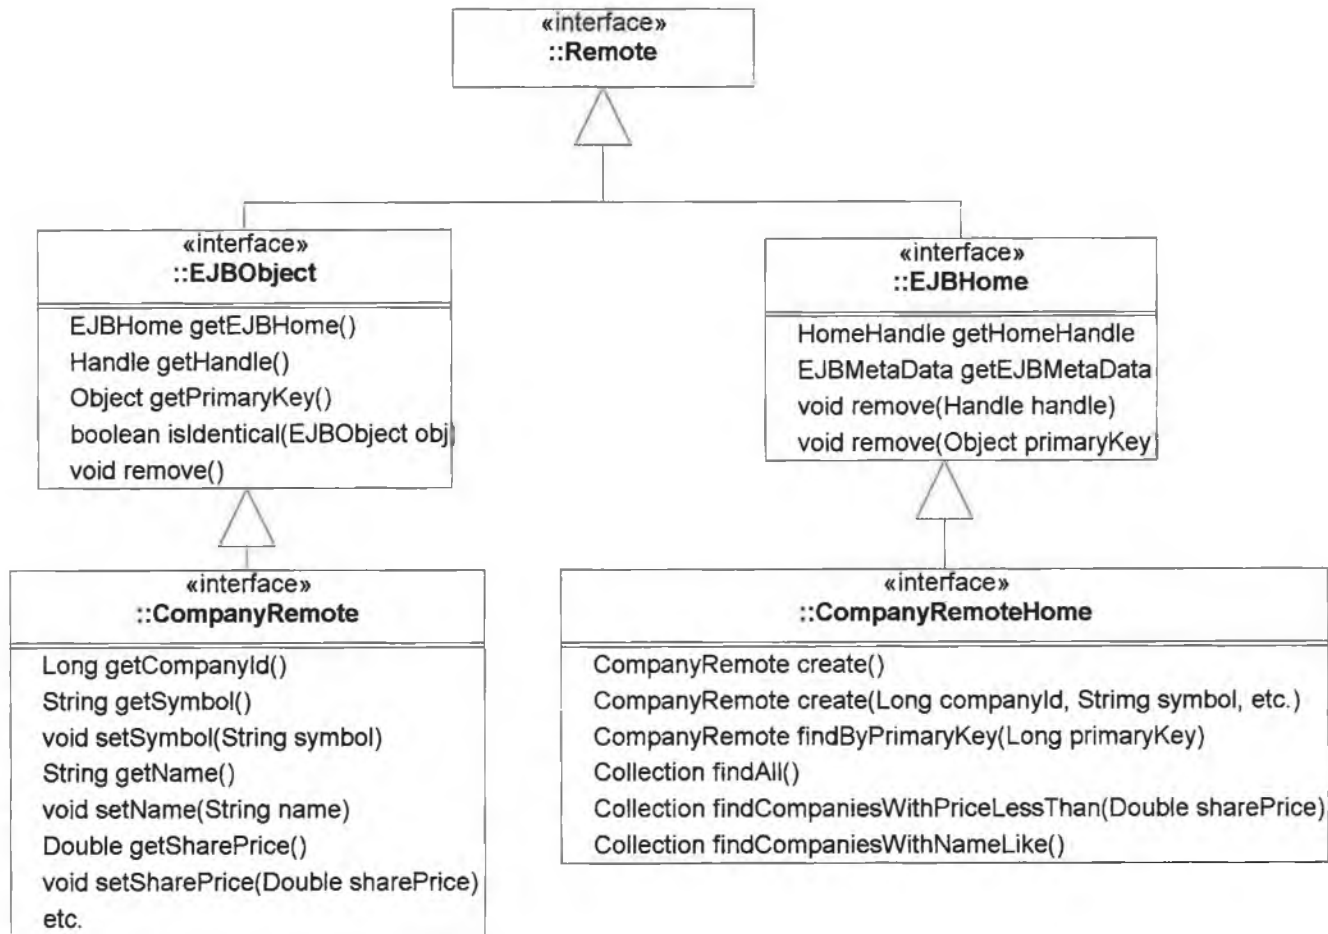 «interface»
::Remote
«interface»
::EJBObject
EJBHome getEJBHome()
Handle getHandle()
Object getPrimaryKey()
boolean isIdentical(EJBObject obj)
void remove()
«interface»
::EJBHome
HomeHandle getHomeHandle
EJBMetaData getEJBMetaData
void remove(Handle handle)
void remove(Object primaryKey)
«interface»
::CompanyRemote
Long getCompanyId()
String getSymbol()
void setSymbol(String symbol)
String getName()
void setName(String name)
Double getSharePrice()
void setSharePrice(Double sharePrice)
etc.
«interface»
::CompanyRemoteHome
CompanyRemote create()
CompanyRemote create(Long companyId, Strimg symbol, etc.)
CompanyRemote findByPrimaryKey(Long primaryKey)
Collection findAll()
Collection findCompaniesWithPriceLessThan(Double sharePrice)
Collection findCompaniesWithNameLike()